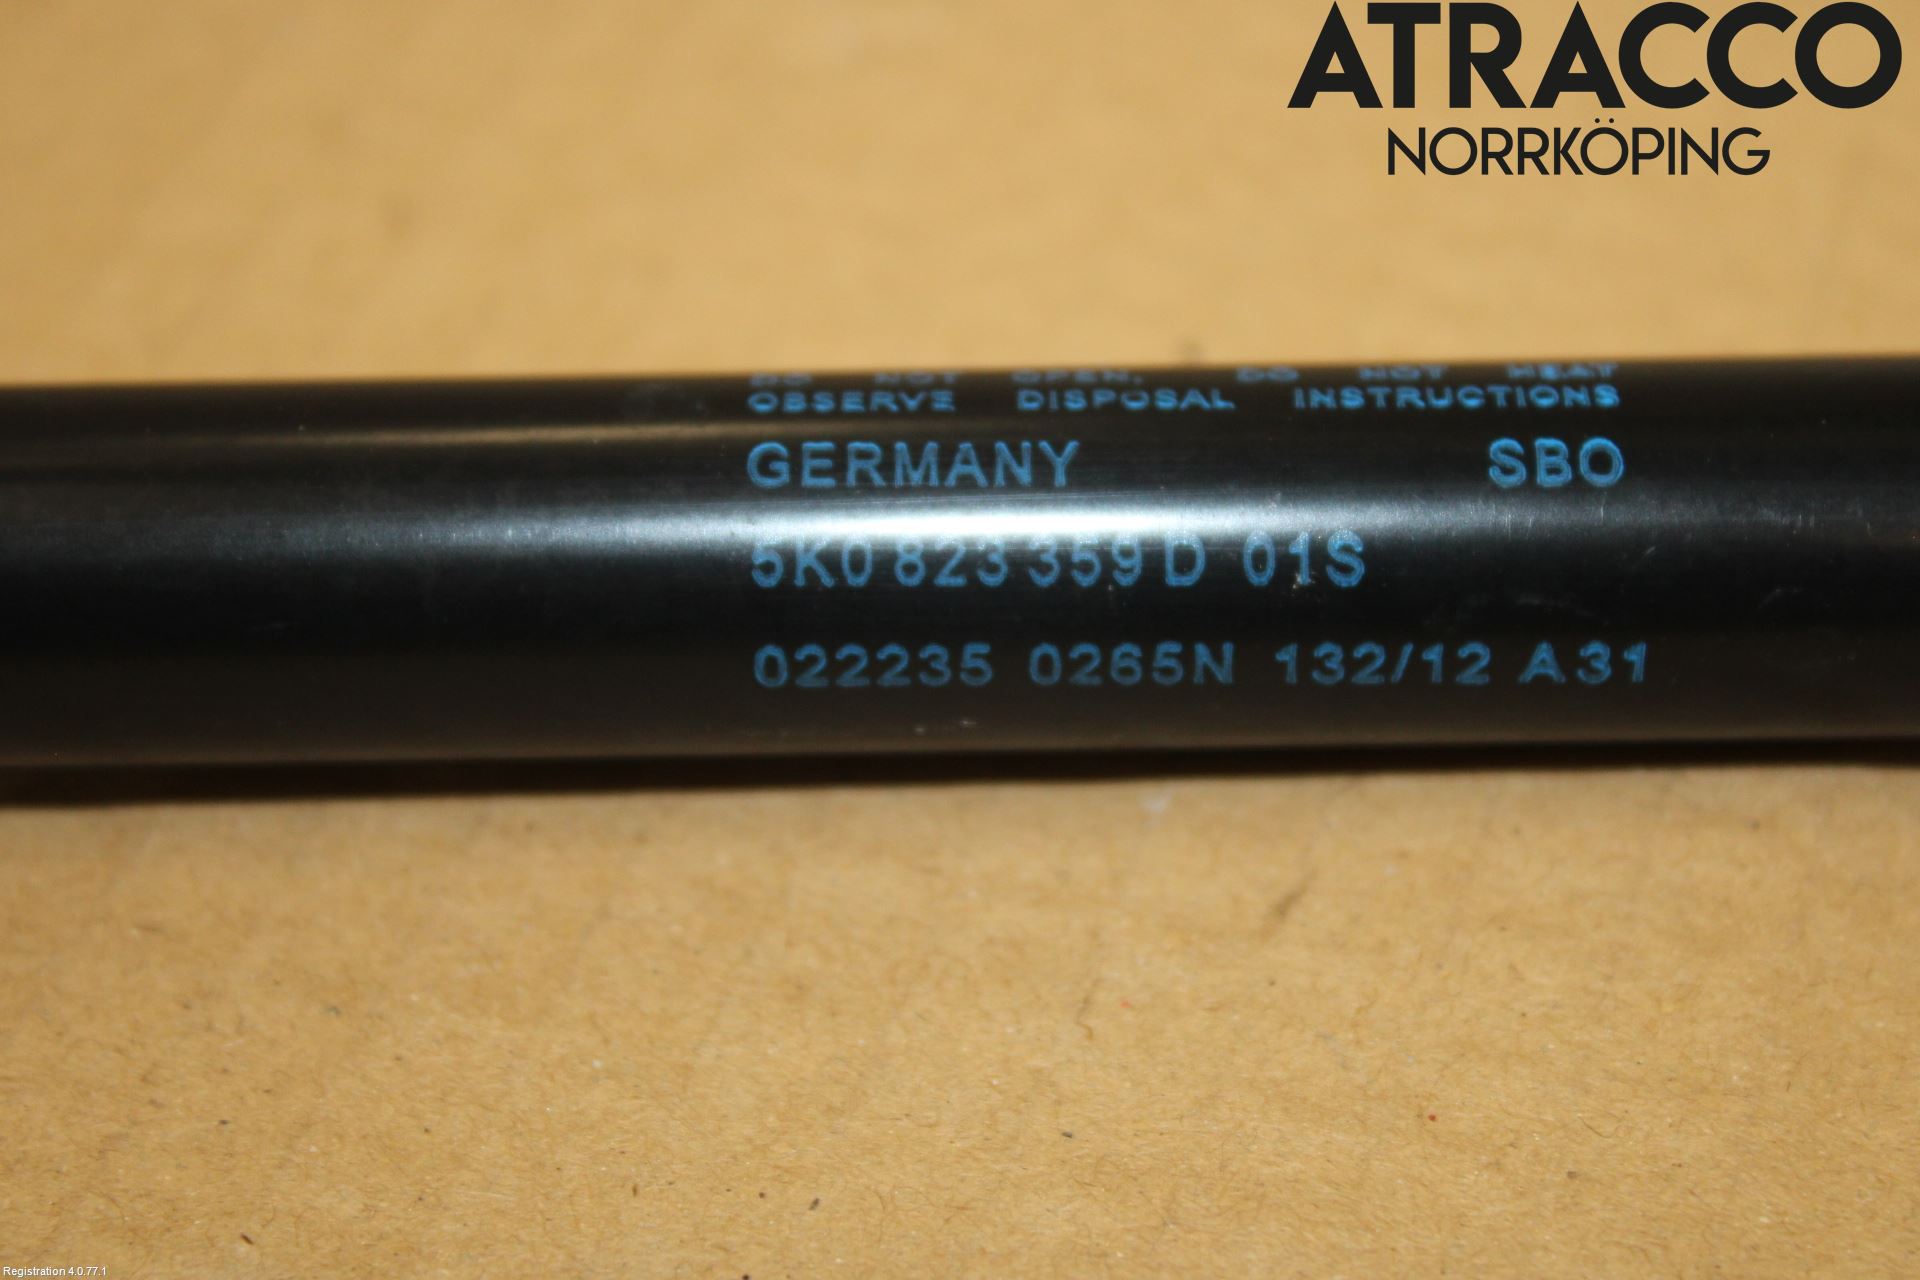 ATRACCO
NORRKÖPING
DO NOT OPEN. DO NOT HEAT
OBSERVE DISPOSAL INSTRUCTIONS
GERMANY SBO
5K0 823 359 D 01S
022235 0265N 132/12 A31
Registration 4.0.77.1